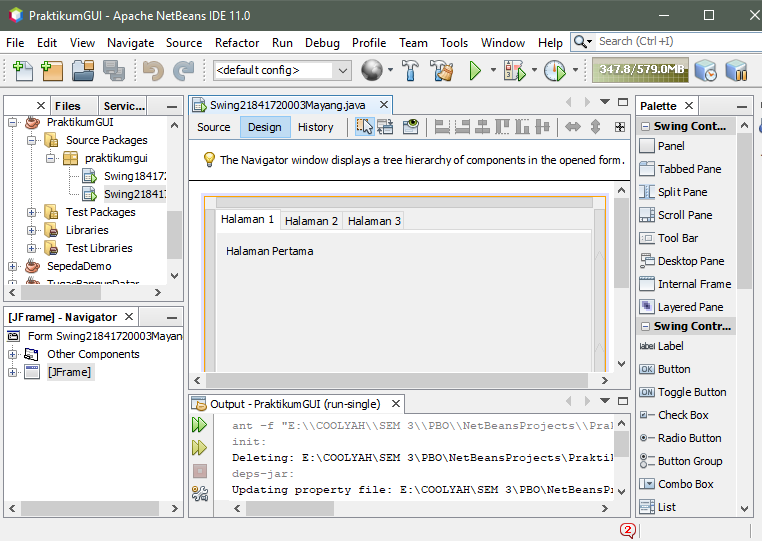 PraktikumGUI - Apache NetBeans IDE 11.0
File Edit View Navigate Source Refactor Run Debug Profile Team Tools Window Help Search (Ctrl+I)
<default config> 347.8/579.0MB
Files Servic...
PraktikumGUI
Source Packages
praktikumgui
Swing18417
Swing21841
Test Packages
Libraries
Test Libraries
SepedaDemo
TugasBangunDatar
[JFrame] - Navigator
Form Swing21841720003Mayang
Other Components
[JFrame]
Swing21841720003Mayang.java
Source Design History
The Navigator window displays a tree hierarchy of components in the opened form.
Halaman 1 Halaman 2 Halaman 3
Halaman Pertama
Output - PraktikumGUI (run-single)
ant -f "E:\\COOLYAH\\SEM 3\\PBO\\NetBeansProjects\\Prak
init:
Deleting: E:\COOLYAH\SEM 3\PBO\NetBeansProjects\Prakti
deps-jar:
Updating property file: E:\COOLYAH\SEM 3\PBO\NetBeansP
Palette
Swing Cont...
Panel
Tabbed Pane
Split Pane
Scroll Pane
Tool Bar
Desktop Pane
Internal Frame
Layered Pane
Swing Contr...
label Label
OK Button
ON Toggle Button
Check Box
Radio Button
Button Group
Combo Box
List
2